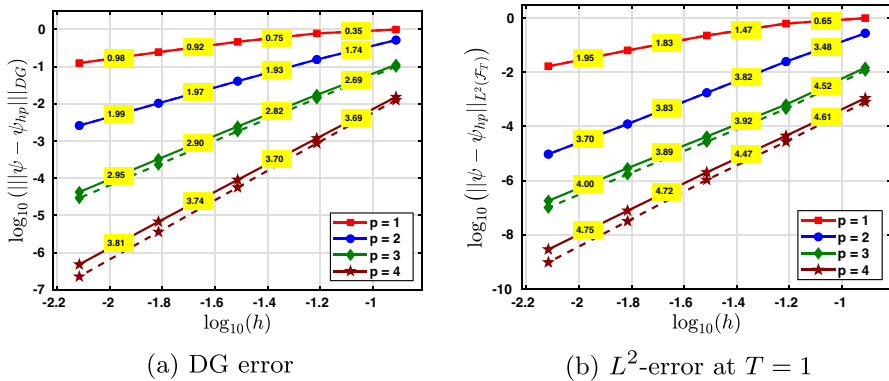 log₁₀ (|||ψ − ψ_hp|||_DG)
0
-1
-2
-3
-4
-5
-6
-7
0.98
0.92
0.75
0.35
1.99
1.97
1.93
1.74
2.95
2.90
2.82
2.69
3.81
3.74
3.70
3.69
p = 1
p = 2
p = 3
p = 4
-2.2 -2 -1.8 -1.6 -1.4 -1.2 -1
log₁₀(h)
(a) DG error
log₁₀ (||ψ − ψ_hp||_L²(𝓕_T))
0
-2
-4
-6
-8
-10
1.95
1.83
1.47
0.65
3.70
3.83
3.82
3.48
4.00
3.89
3.92
4.52
4.75
4.72
4.47
4.61
p = 1
p = 2
p = 3
p = 4
-2.2 -2 -1.8 -1.6 -1.4 -1.2 -1
log₁₀(h)
(b) L²-error at T = 1